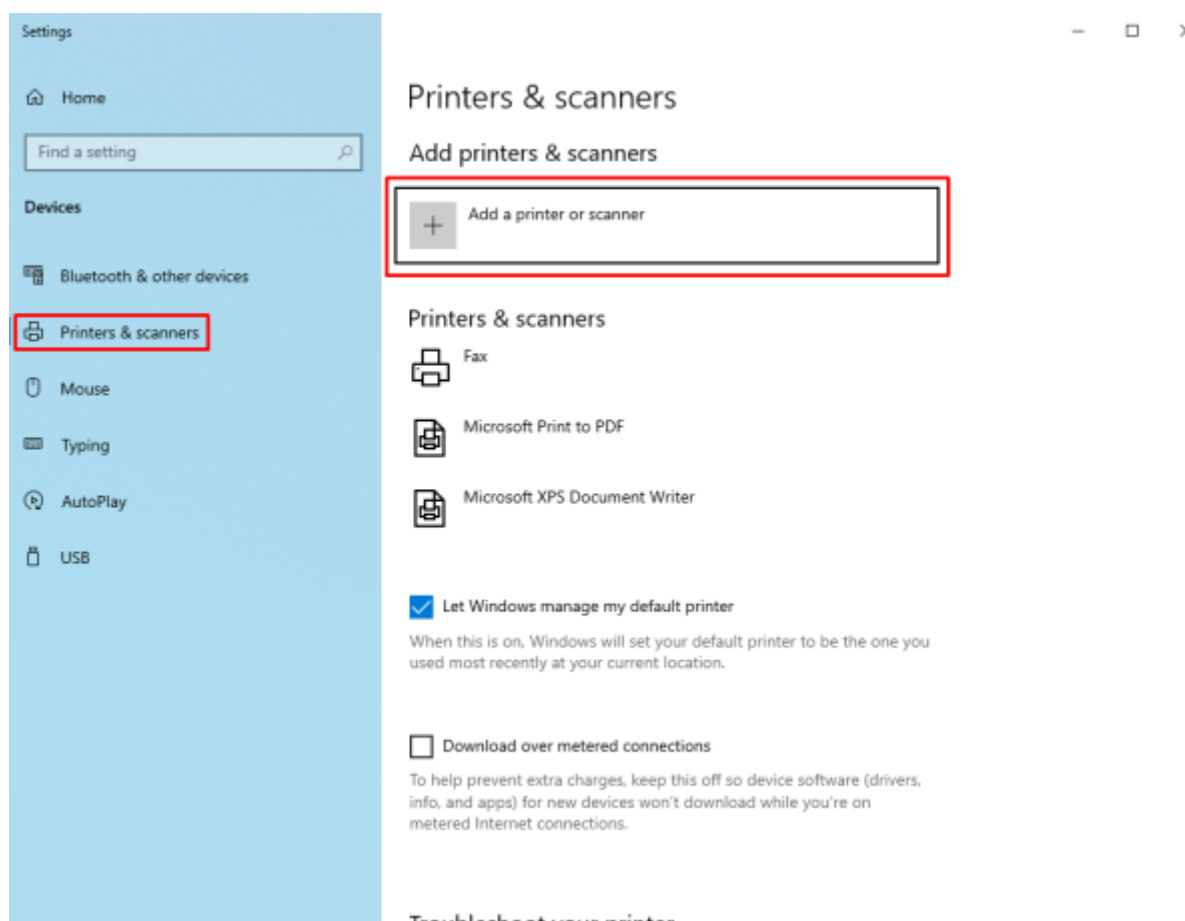 Settings
Home
Find a setting
Devices
Bluetooth & other devices
Printers & scanners
Mouse
Typing
AutoPlay
USB
Printers & scanners
Add printers & scanners
Add a printer or scanner
Printers & scanners
Fax
Microsoft Print to PDF
Microsoft XPS Document Writer
Let Windows manage my default printer
When this is on, Windows will set your default printer to be the one you
used most recently at your current location.
Download over metered connections
To help prevent extra charges, keep this off so device software (drivers,
info, and apps) for new devices won't download while you're on
metered Internet connections.
Troubleshoot your printer